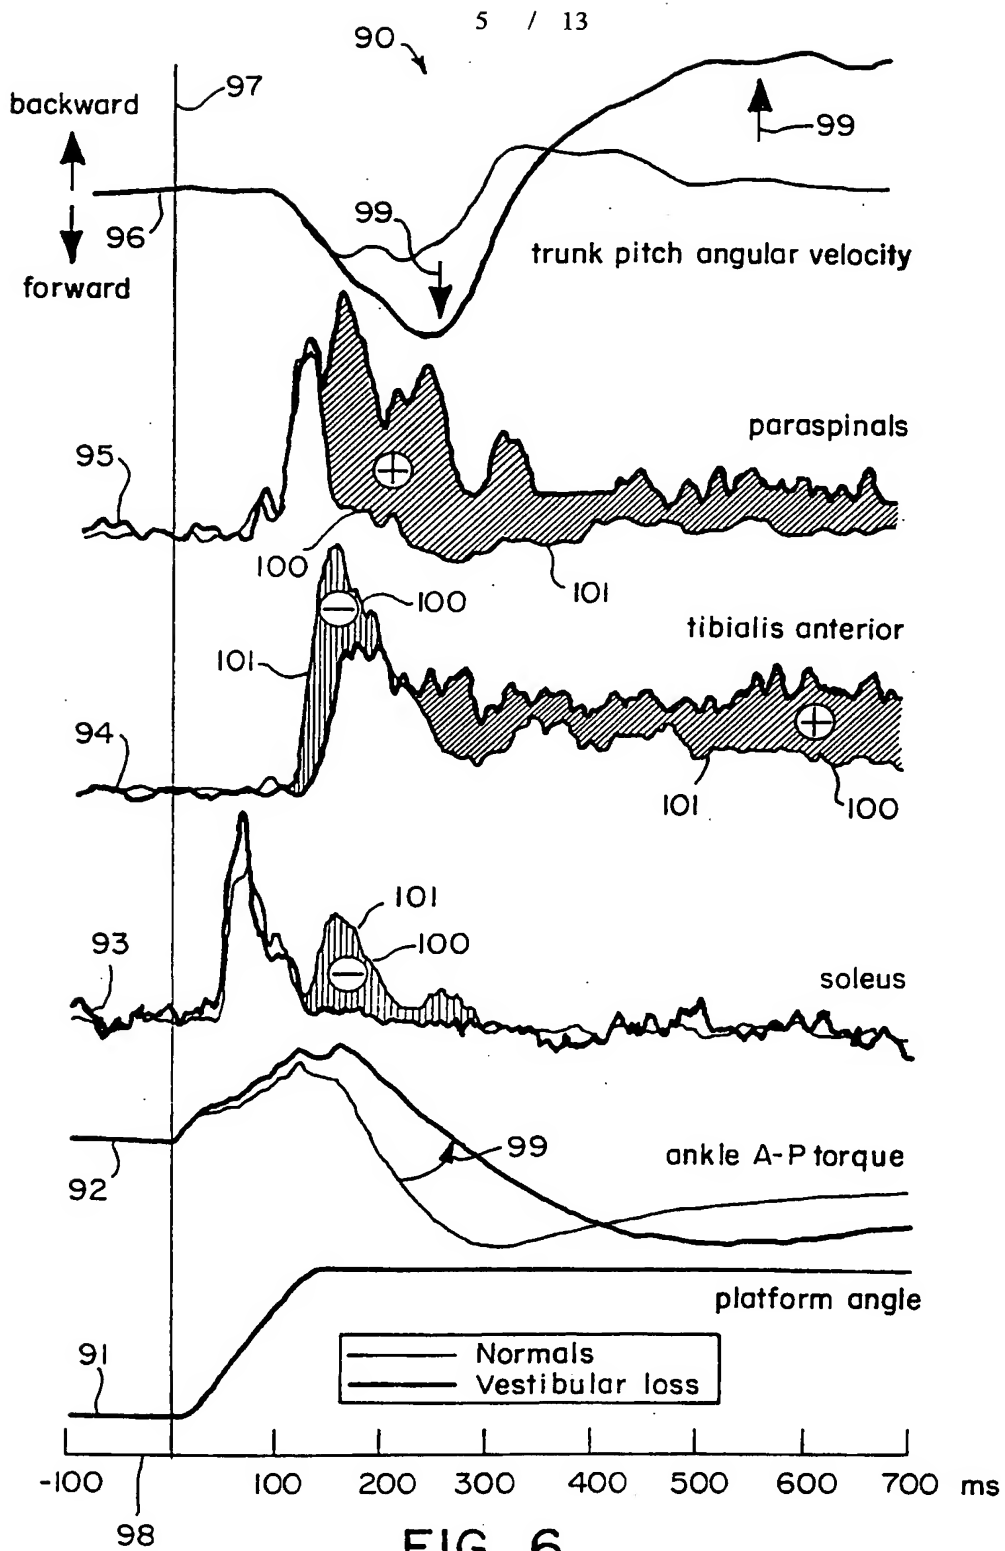 5 / 13
90
97
backward
99
99
96
trunk pitch angular velocity
forward
paraspinals
95
+
100
101
100
−
tibialis anterior
101
94
+
101
100
101
93
100
−
soleus
99
ankle A-P torque
92
platform angle
91
Normals
Vestibular loss
-100 100 200 300 400 500 600 700 ms
98
FIG. 6